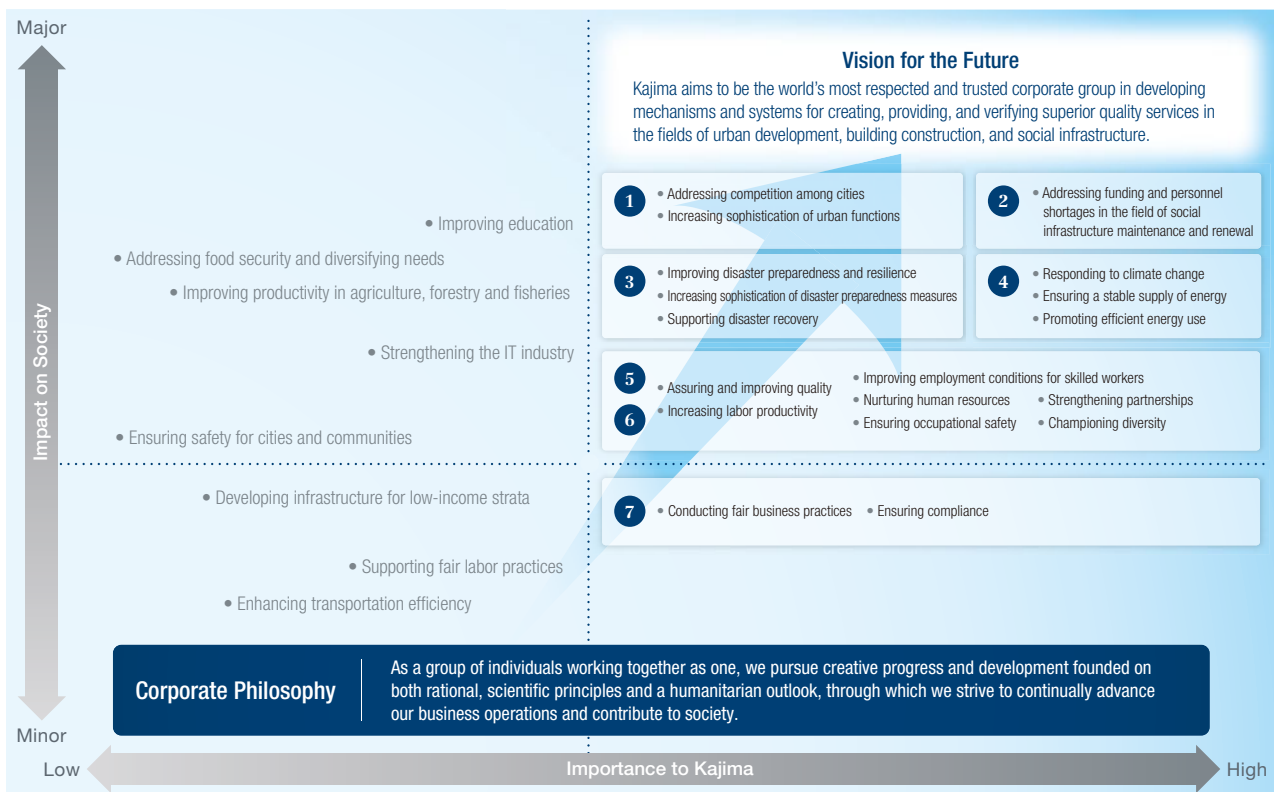 Major
Vision for the Future
Kajima aims to be the world's most respected and trusted corporate group in developing
mechanisms and systems for creating, providing, and verifying superior quality services in
the fields of urban development, building construction, and social infrastructure.
1
• Addressing competition among cities
• Increasing sophistication of urban functions
2
• Addressing funding and personnel
shortages in the field of social
infrastructure maintenance and renewal
• Improving education
• Addressing food security and diversifying needs
• Improving productivity in agriculture, forestry and fisheries
3
• Improving disaster preparedness and resilience
• Increasing sophistication of disaster preparedness measures
• Supporting disaster recovery
4
• Responding to climate change
• Ensuring a stable supply of energy
• Promoting efficient energy use
• Strengthening the IT industry
Impact on Society
5
6
• Assuring and improving quality
• Increasing labor productivity
• Improving employment conditions for skilled workers
• Nurturing human resources
• Strengthening partnerships
• Ensuring occupational safety
• Championing diversity
• Ensuring safety for cities and communities
• Developing infrastructure for low-income strata
7
• Conducting fair business practices
• Ensuring compliance
• Supporting fair labor practices
• Enhancing transportation efficiency
Corporate Philosophy
As a group of individuals working together as one, we pursue creative progress and development founded on
both rational, scientific principles and a humanitarian outlook, through which we strive to continually advance
our business operations and contribute to society.
Minor
Low
Importance to Kajima
High